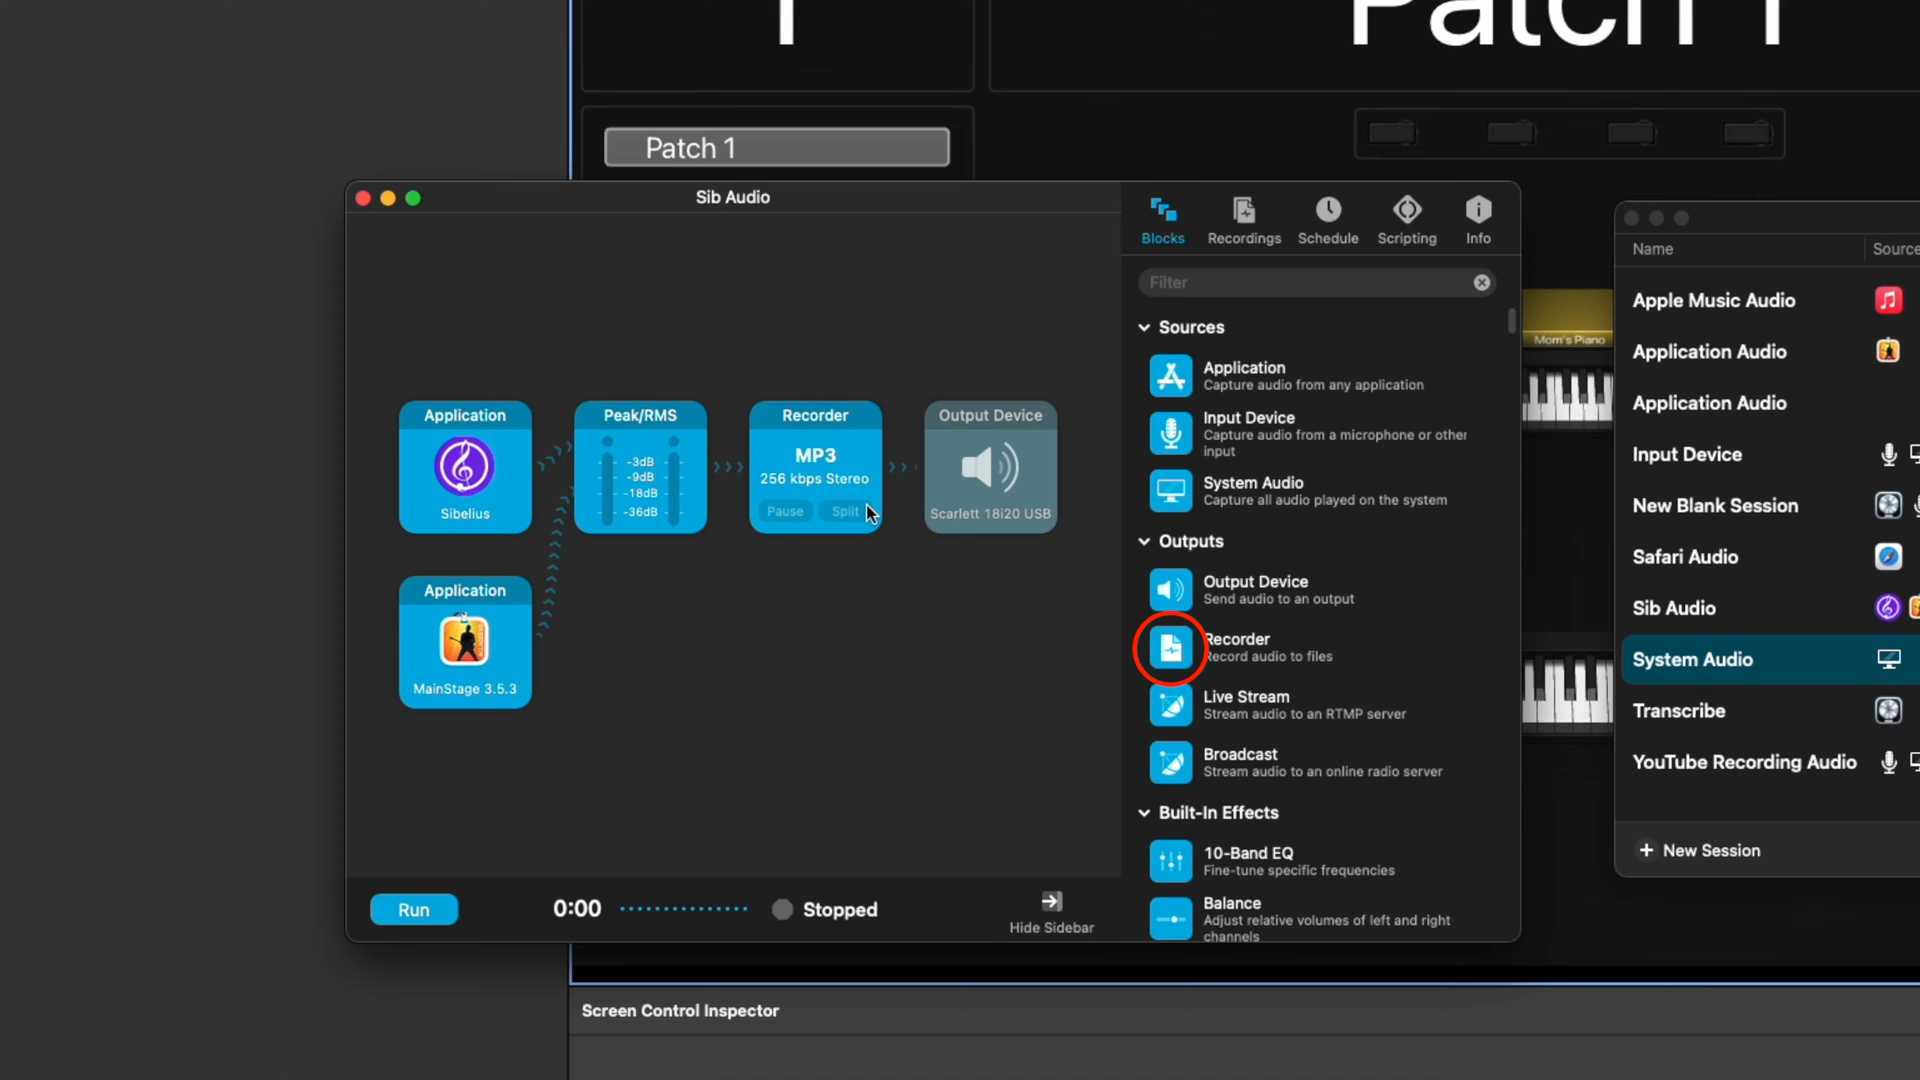 1
Patch 1
Patch 1
Sib Audio
Blocks
Recordings
Schedule
Scripting
Info
Filter
Sources
Application
Capture audio from any application
Input Device
Capture audio from a microphone or other
input
System Audio
Capture all audio played on the system
Outputs
Output Device
Send audio to an output
Recorder
Record audio to files
Live Stream
Stream audio to an RTMP server
Broadcast
Stream audio to an online radio server
Built-In Effects
10-Band EQ
Fine-tune specific frequencies
Balance
Adjust relative volumes of left and right
channels
Application
Sibelius
Peak/RMS
-3dB
-9dB
-18dB
-36dB
Recorder
MP3
256 kbps Stereo
Pause
Split
Output Device
Scarlett 18i20 USB
Application
MainStage 3.5.3
Run
0:00
Stopped
Hide Sidebar
Mom's Piano
Name
Source
Apple Music Audio
Application Audio
Application Audio
Input Device
New Blank Session
Safari Audio
Sib Audio
System Audio
Transcribe
YouTube Recording Audio
+ New Session
Screen Control Inspector